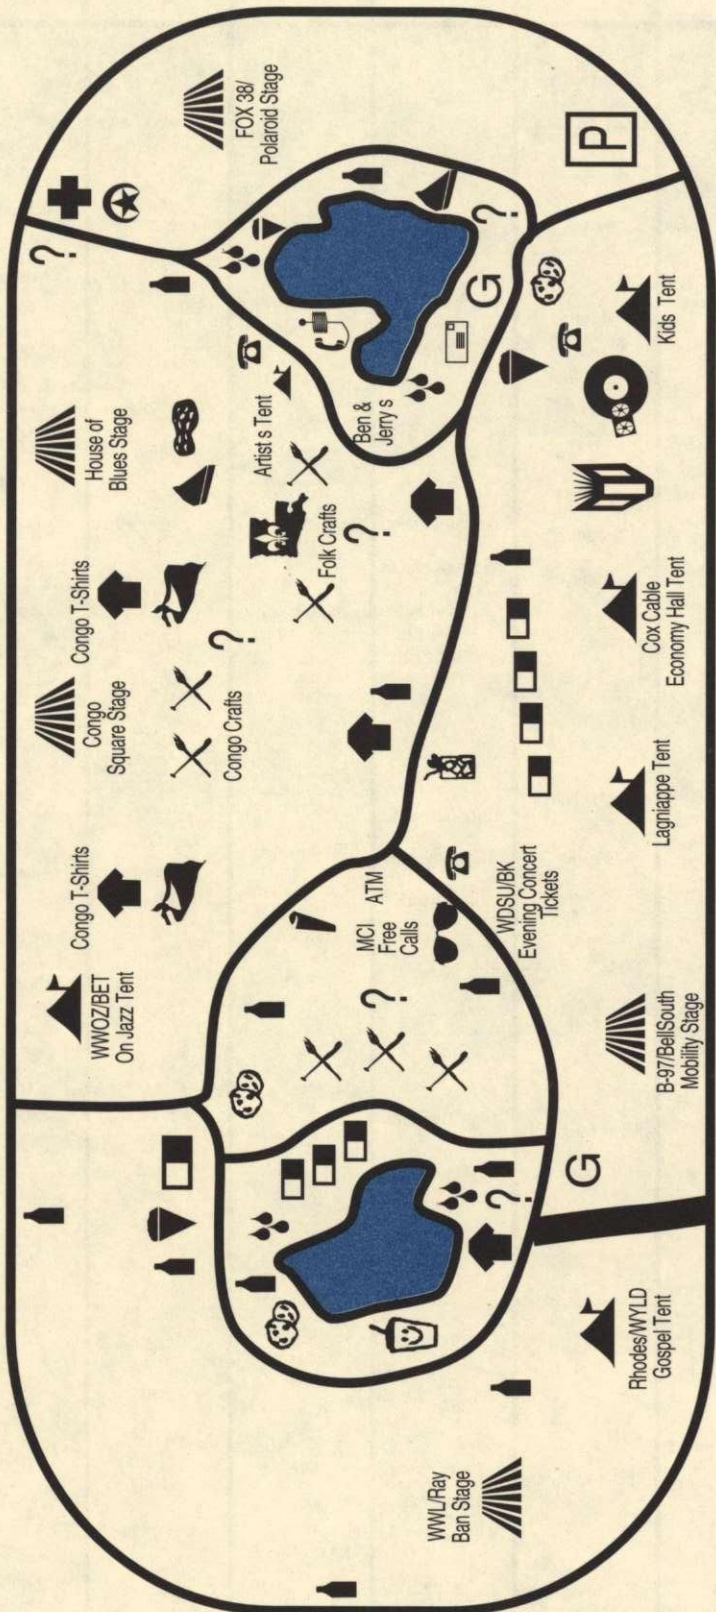 WWL/Ray
Ban Stage
Rhodes/WYLD
Gospel Tent
?
G
WWOZ/BET
On Jazz Tent
Congo T-Shirts
?
MCI
Free
Calls
ATM
B-97/BellSouth
Mobility Stage
WDSU/BK
Evening Concert
Tickets
Lagniappe Tent
Congo
Square Stage
Congo Crafts
?
Congo T-Shirts
Folk Crafts
?
Cox Cable
Economy Hall Tent
House of
Blues Stage
Artist s Tent
Ben &
Jerry s
?
G
?
Kids Tent
FOX 38/
Polaroid Stage
P